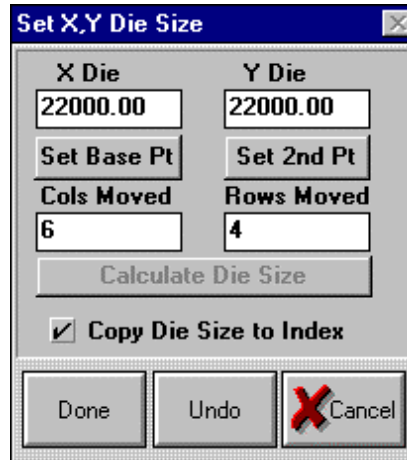 Set X,Y Die Size
X Die Y Die
22000.00 22000.00
Set Base Pt Set 2nd Pt
Cols Moved Rows Moved
6 4
Calculate Die Size
Copy Die Size to Index
Done Undo Cancel